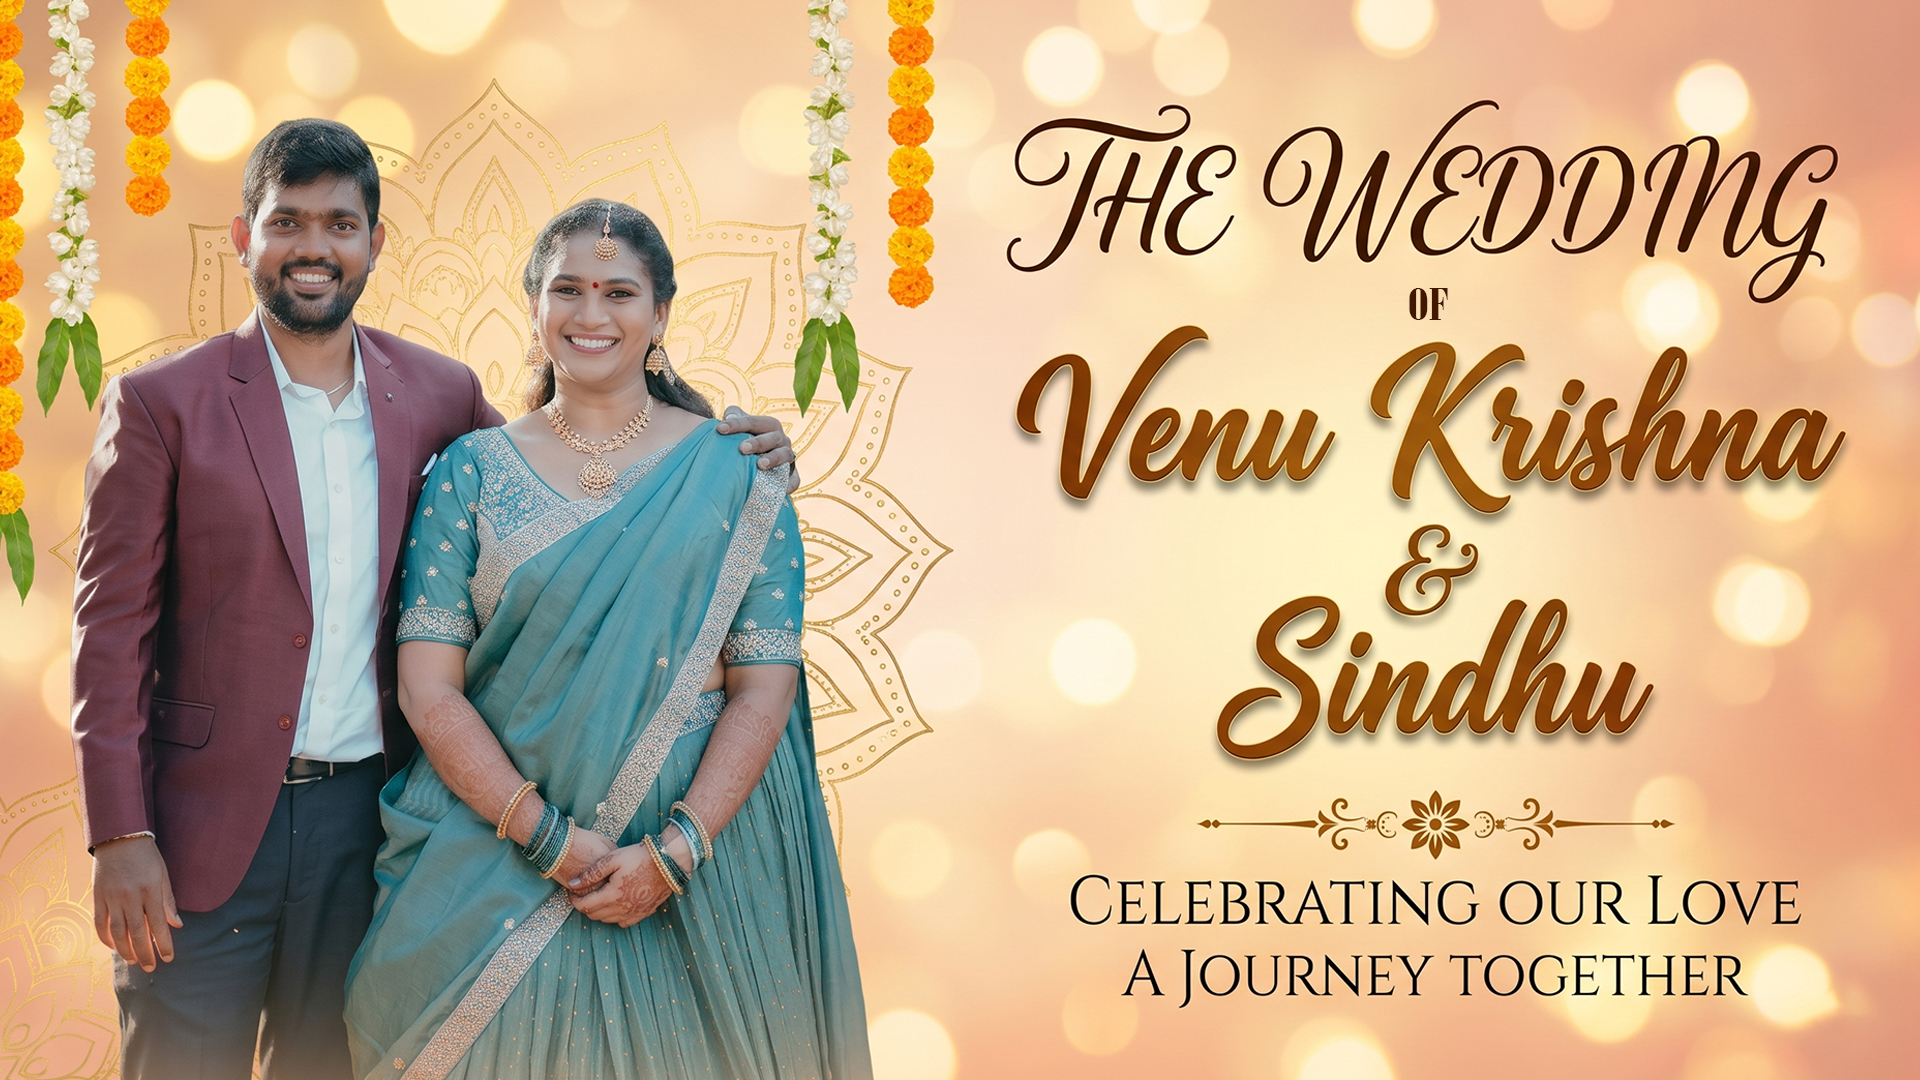 THE WEDDING
OF
Venu Krishna
&
Sindhu
CELEBRATING OUR LOVE
A JOURNEY TOGETHER